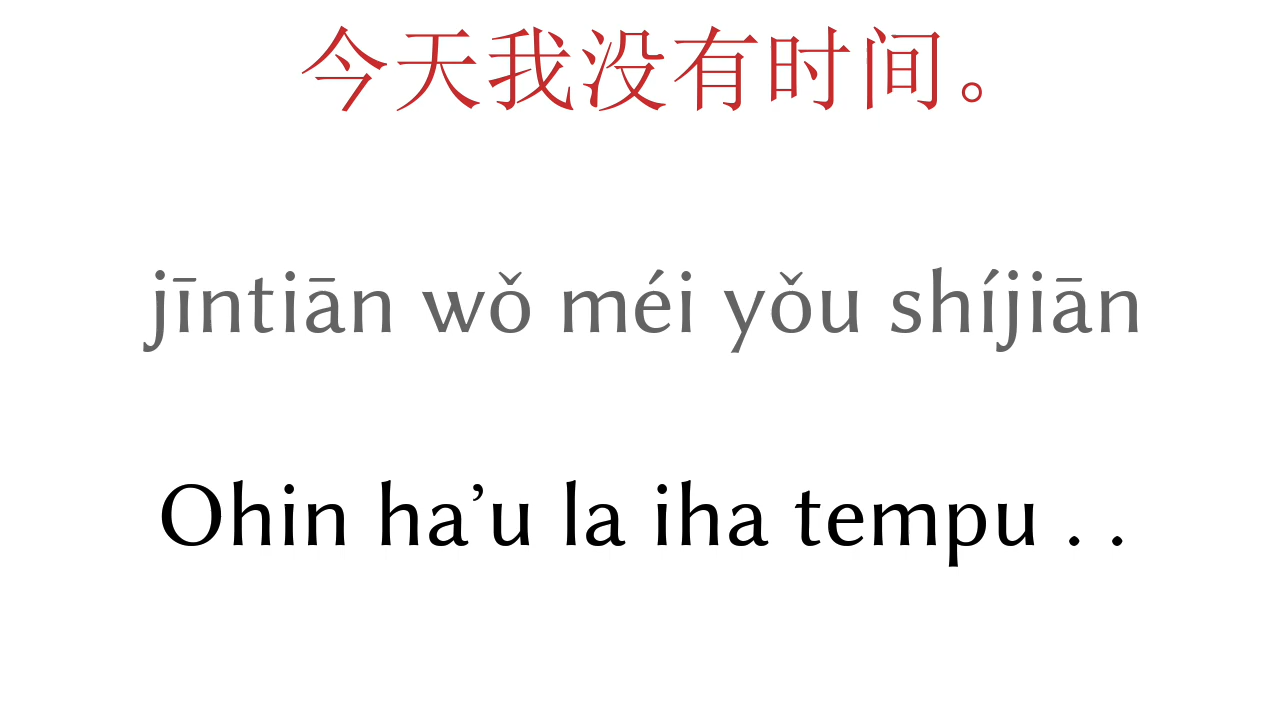 今天我没有时间。
jīntiān wǒ méi yǒu shíjiān
Ohin ha’u la iha tempu . .